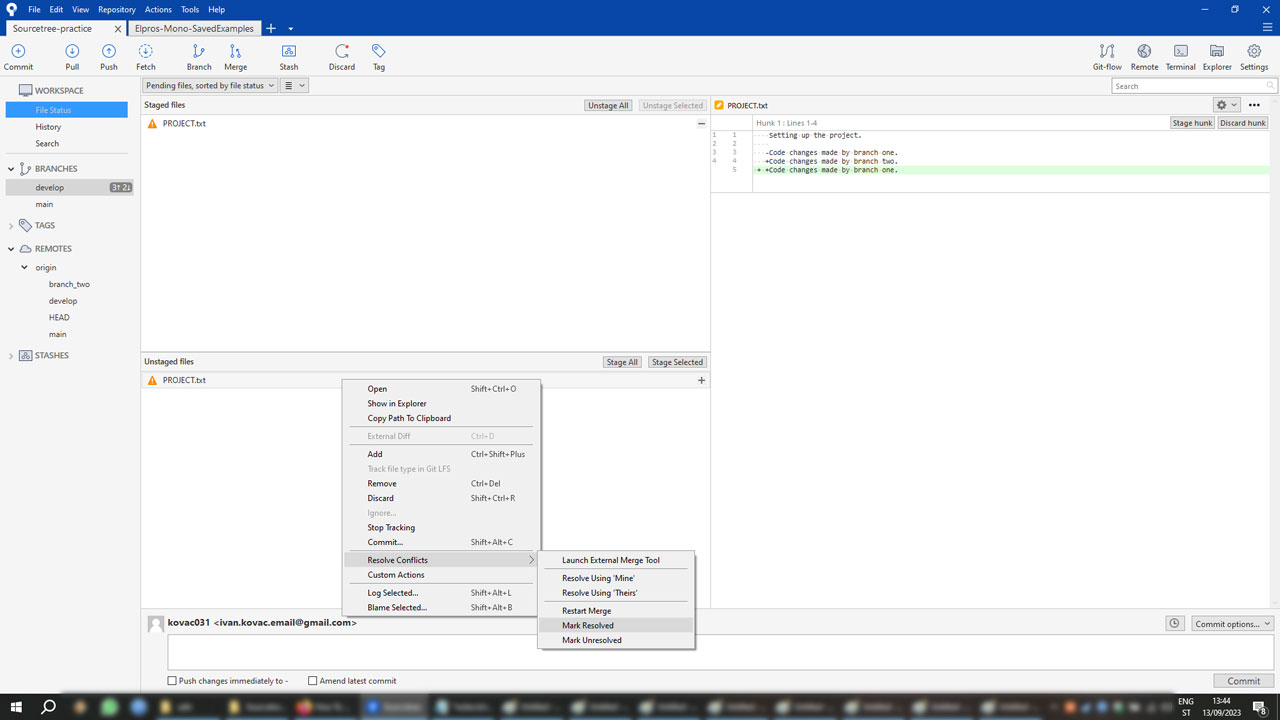 File Edit View Repository Actions Tools Help
Sourcetree-practice Elpros-Mono-SavedExamples
Commit Pull Push Fetch Branch Merge Stash Discard Tag Git-flow Remote Terminal Explorer Settings
WORKSPACE
File Status
History
Search
BRANCHES
develop 3↑ 2↓
main
TAGS
REMOTES
origin
branch_two
develop
HEAD
main
STASHES
Pending files, sorted by file status
Search
Staged files Unstage All Unstage Selected
PROJECT.txt
Unstaged files Stage All Stage Selected
PROJECT.txt
Open Shift+Ctrl+O
Show in Explorer
Copy Path To Clipboard
External Diff Ctrl+D
Add Ctrl+Shift+Plus
Track file type in Git LFS
Remove Ctrl+Del
Discard Shift+Ctrl+R
Ignore...
Stop Tracking
Commit... Shift+Alt+C
Resolve Conflicts
Custom Actions
Log Selected... Shift+Alt+L
Blame Selected... Shift+Alt+B
Launch External Merge Tool
Resolve Using 'Mine'
Resolve Using 'Theirs'
Restart Merge
Mark Resolved
Mark Unresolved
PROJECT.txt
Hunk 1 : Lines 1-4 Stage hunk Discard hunk
1 1 Setting up the project.
2 2
3 3 -Code changes made by branch one.
4 4 +Code changes made by branch two.
5 + +Code changes made by branch one.
kovac031 <ivan.kovac.email@gmail.com> Commit options...
Push changes immediately to - Amend latest commit Commit
ENG 13:44
ST 13/09/2023 8